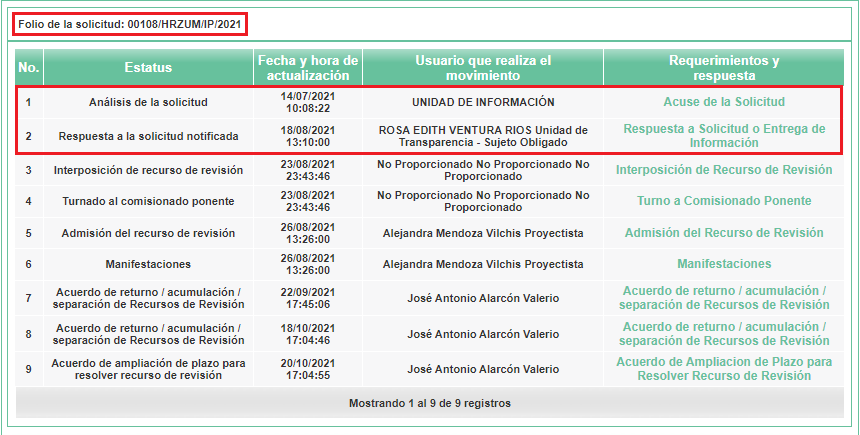 Folio de la solicitud: 00108/HRZUM/IP/2021
No. Estatus Fecha y hora de actualización Usuario que realiza el movimiento Requerimientos y respuesta
1 Análisis de la solicitud 14/07/2021 10:08:22 UNIDAD DE INFORMACIÓN Acuse de la Solicitud
2 Respuesta a la solicitud notificada 18/08/2021 13:10:00 ROSA EDITH VENTURA RIOS Unidad de Transparencia - Sujeto Obligado Respuesta a Solicitud o Entrega de Información
3 Interposición de recurso de revisión 23/08/2021 23:43:46 No Proporcionado No Proporcionado No Proporcionado Interposición de Recurso de Revisión
4 Turnado al comisionado ponente 23/08/2021 23:43:46 No Proporcionado No Proporcionado No Proporcionado Turno a Comisionado Ponente
5 Admisión del recurso de revisión 26/08/2021 13:26:00 Alejandra Mendoza Vilchis Proyectista Admisión del Recurso de Revisión
6 Manifestaciones 26/08/2021 13:26:00 Alejandra Mendoza Vilchis Proyectista Manifestaciones
7 Acuerdo de returno / acumulación / separación de Recursos de Revisión 22/09/2021 17:45:06 José Antonio Alarcón Valerio Acuerdo de returno / acumulación / separación de Recursos de Revisión
8 Acuerdo de returno / acumulación / separación de Recursos de Revisión 18/10/2021 17:04:46 José Antonio Alarcón Valerio Acuerdo de returno / acumulación / separación de Recursos de Revisión
9 Acuerdo de ampliación de plazo para resolver recurso de revisión 20/10/2021 17:04:55 José Antonio Alarcón Valerio Acuerdo de Ampliacion de Plazo para Resolver Recurso de Revisión
Mostrando 1 al 9 de 9 registros